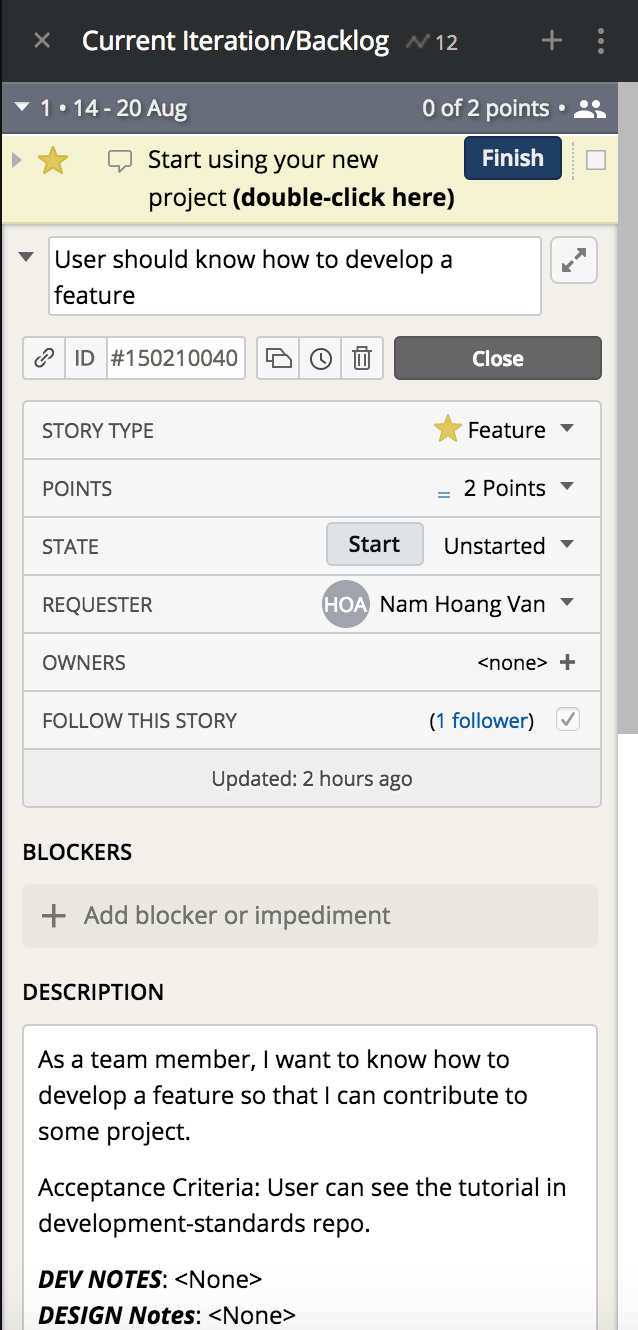 Current Iteration/Backlog 12
1 • 14 - 20 Aug 0 of 2 points •
Start using your new
project (double-click here)
Finish
User should know how to develop a
feature
ID #150210040 Close
STORY TYPE Feature
POINTS 2 Points
STATE Start Unstarted
REQUESTER HOA Nam Hoang Van
OWNERS <none> +
FOLLOW THIS STORY (1 follower)
Updated: 2 hours ago
BLOCKERS
+ Add blocker or impediment
DESCRIPTION
As a team member, I want to know how to
develop a feature so that I can contribute to
some project.
Acceptance Criteria: User can see the tutorial in
development-standards repo.
DEV NOTES: <None>
DESIGN Notes: <None>